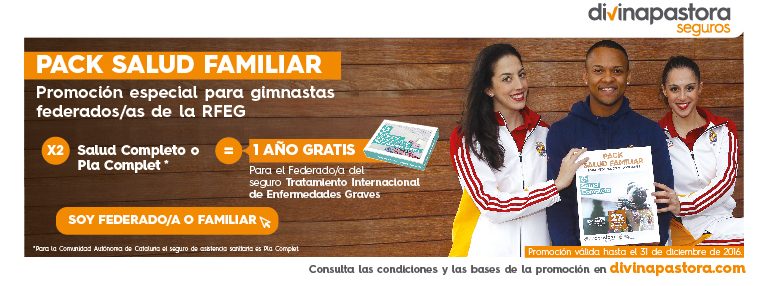 divinapastora
seguros
PACK SALUD FAMILIAR
Promoción especial para gimnastas
federados/as de la RFEG
X2 Salud Completo o
Pla Complet *
= 1 AÑO GRATIS
Para el Federado/a del
seguro Tratamiento Internacional
de Enfermedades Graves
SOY FEDERADO/A O FAMILIAR
*Para la Comunidad Autónoma de Cataluña el seguro de asistencia sanitaria es Pla Complet.
PACK
SALUD FAMILIAR
Promoción válida hasta el 31 de diciembre de 2016.
Consulta las condiciones y las bases de la promoción en divinapastora.com